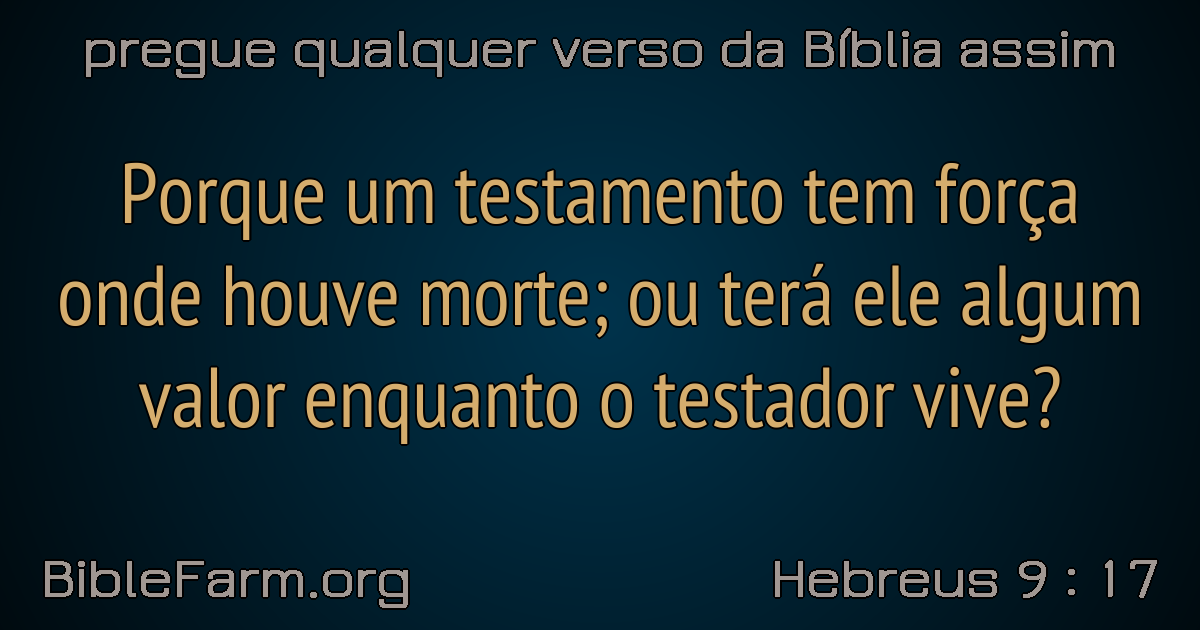 pregue qualquer verso da Bíblia assim
Porque um testamento tem força
onde houve morte; ou terá ele algum
valor enquanto o testador vive?
BibleFarm.org
Hebreus 9 : 17